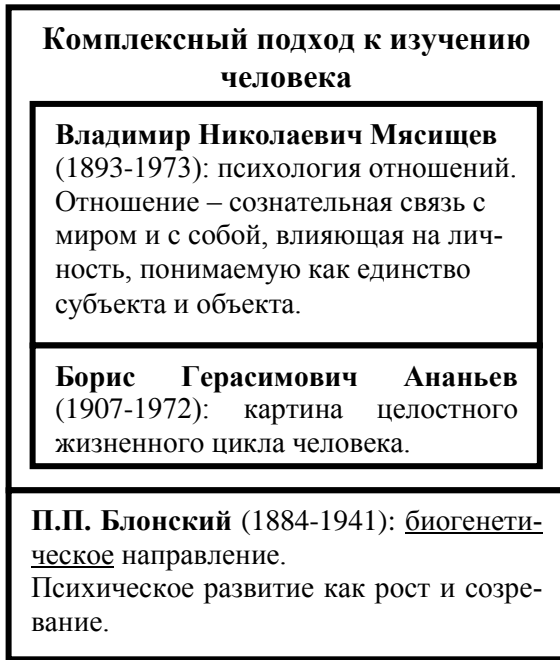 Комплексный подход к изучению
человека
Владимир Николаевич Мясищев
(1893-1973): психология отношений.
Отношение – сознательная связь с
миром и с собой, влияющая на лич-
ность, понимаемую как единство
субъекта и объекта.
Борис Герасимович Ананьев
(1907-1972): картина целостного
жизненного цикла человека.
П.П. Блонский (1884-1941): биогенети-
ческое направление.
Психическое развитие как рост и созре-
вание.